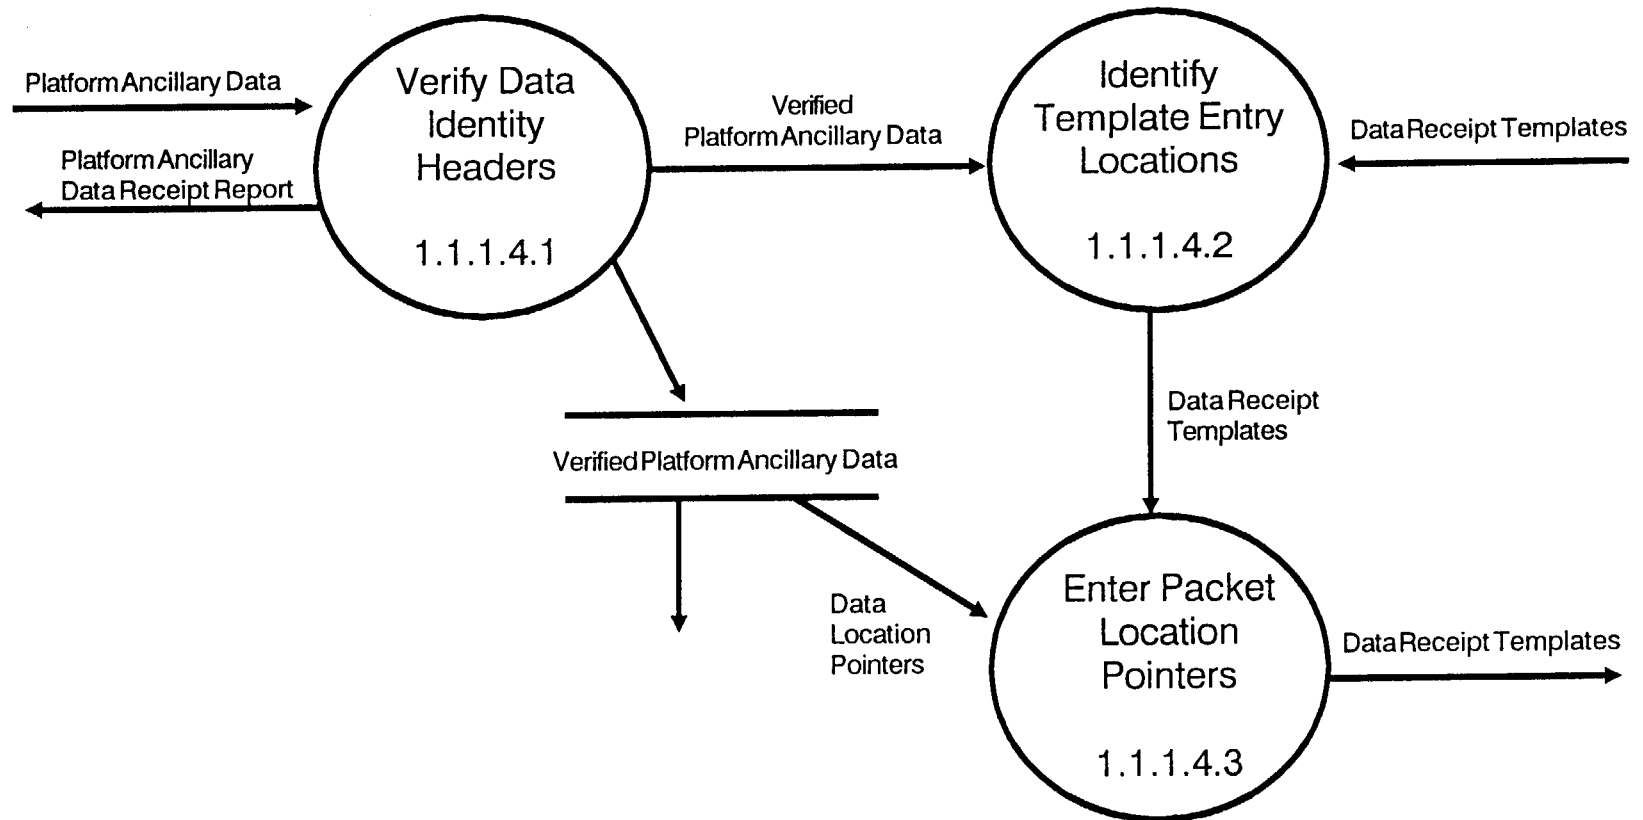 Platform Ancillary Data
Platform Ancillary
Data Receipt Report
Verify Data
Identity
Headers
1.1.1.4.1
Verified
Platform Ancillary Data
Identify
Template Entry
Locations
1.1.1.4.2
Data Receipt Templates
Data Receipt
Templates
Verified Platform Ancillary Data
Data
Location
Pointers
Enter Packet
Location
Pointers
1.1.1.4.3
Data Receipt Templates